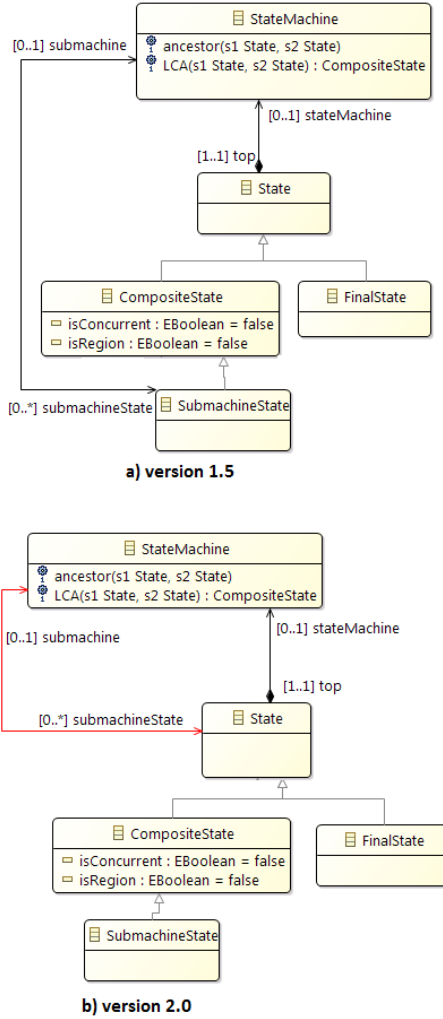 StateMachine
[0..1] submachine
ancestor(s1 State, s2 State)
LCA(s1 State, s2 State) : CompositeState
[0..1] stateMachine
[1..1] top
State
CompositeState
FinalState
isConcurrent : EBoolean = false
isRegion : EBoolean = false
[0..*] submachineState
SubmachineState
a) version 1.5
StateMachine
ancestor(s1 State, s2 State)
LCA(s1 State, s2 State) : CompositeState
[0..1] submachine
[0..1] stateMachine
[1..1] top
[0..*] submachineState
State
CompositeState
FinalState
isConcurrent : EBoolean = false
isRegion : EBoolean = false
SubmachineState
b) version 2.0